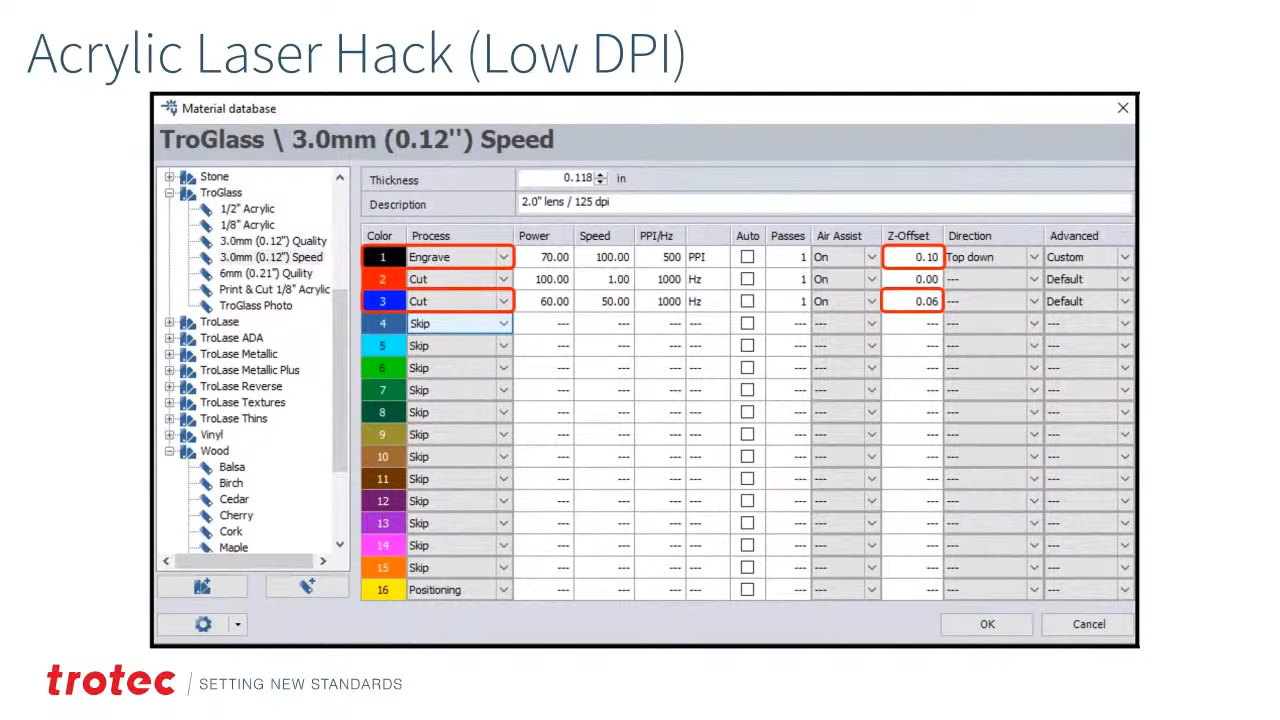 Acrylic Laser Hack (Low DPI)
Material database
TroGlass \ 3.0mm (0.12'') Speed
Stone
TroGlass
1/2" Acrylic
1/8" Acrylic
3.0mm (0.12") Quality
3.0mm (0.12") Speed
6mm (0.21") Quility
Print & Cut 1/8" Acrylic
TroGlass Photo
TroLase
TroLase ADA
TroLase Metallic
TroLase Metallic Plus
TroLase Reverse
TroLase Textures
TroLase Thins
Vinyl
Wood
Balsa
Birch
Cedar
Cherry
Cork
Maple
Thickness 0.118 in
Description 2.0" lens / 125 dpi
Color Process Power Speed PPI/Hz Auto Passes Air Assist Z-Offset Direction Advanced
1 Engrave 70.00 100.00 500 PPI 1 On 0.10 Top down Custom
2 Cut 100.00 1.00 1000 Hz 1 On 0.00 --- Default
3 Cut 60.00 50.00 1000 Hz 1 On 0.06 --- Default
4 Skip --- --- --- --- --- --- --- --- ---
5 Skip --- --- --- --- --- --- --- --- ---
6 Skip --- --- --- --- --- --- --- --- ---
7 Skip --- --- --- --- --- --- --- --- ---
8 Skip --- --- --- --- --- --- --- --- ---
9 Skip --- --- --- --- --- --- --- --- ---
10 Skip --- --- --- --- --- --- --- --- ---
11 Skip --- --- --- --- --- --- --- --- ---
12 Skip --- --- --- --- --- --- --- --- ---
13 Skip --- --- --- --- --- --- --- --- ---
14 Skip --- --- --- --- --- --- --- --- ---
15 Skip --- --- --- --- --- --- --- --- ---
16 Positioning --- --- --- --- --- --- --- --- ---
OK Cancel
trotec SETTING NEW STANDARDS